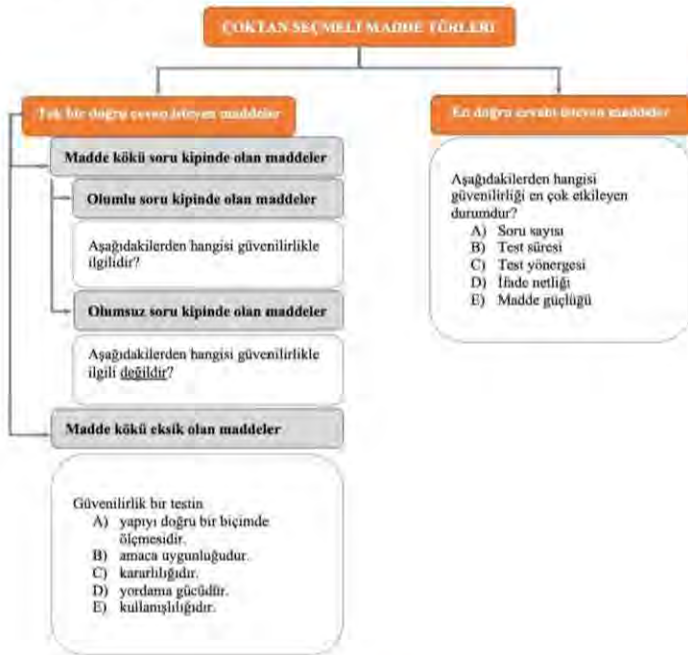 ÇOKTAN SEÇMELİ MADDE TÜRLERİ
Tek bir doğru cevap isteyen maddeler
Madde kökü soru kipinde olan maddeler
Olumlu soru kipinde olan maddeler
Aşağıdakilerden hangisi güvenilirlikle
ilgilidir?
Olumsuz soru kipinde olan maddeler
Aşağıdakilerden hangisi güvenilirlikle
ilgili değildir?
Madde kökü eksik olan maddeler
Güvenilirlik bir testin
A) yapıyı doğru bir biçimde
ölçmesidir.
B) amaca uygunluğudur.
C) kararlılığıdır.
D) yordama gücüdür.
E) kullanışlılığıdır.
En doğru cevabı isteyen maddeler
Aşağıdakilerden hangisi
güvenilirliği en çok etkileyen
durumdur?
A) Soru sayısı
B) Test süresi
C) Test yönergesi
D) İfade netliği
E) Madde güçlüğü